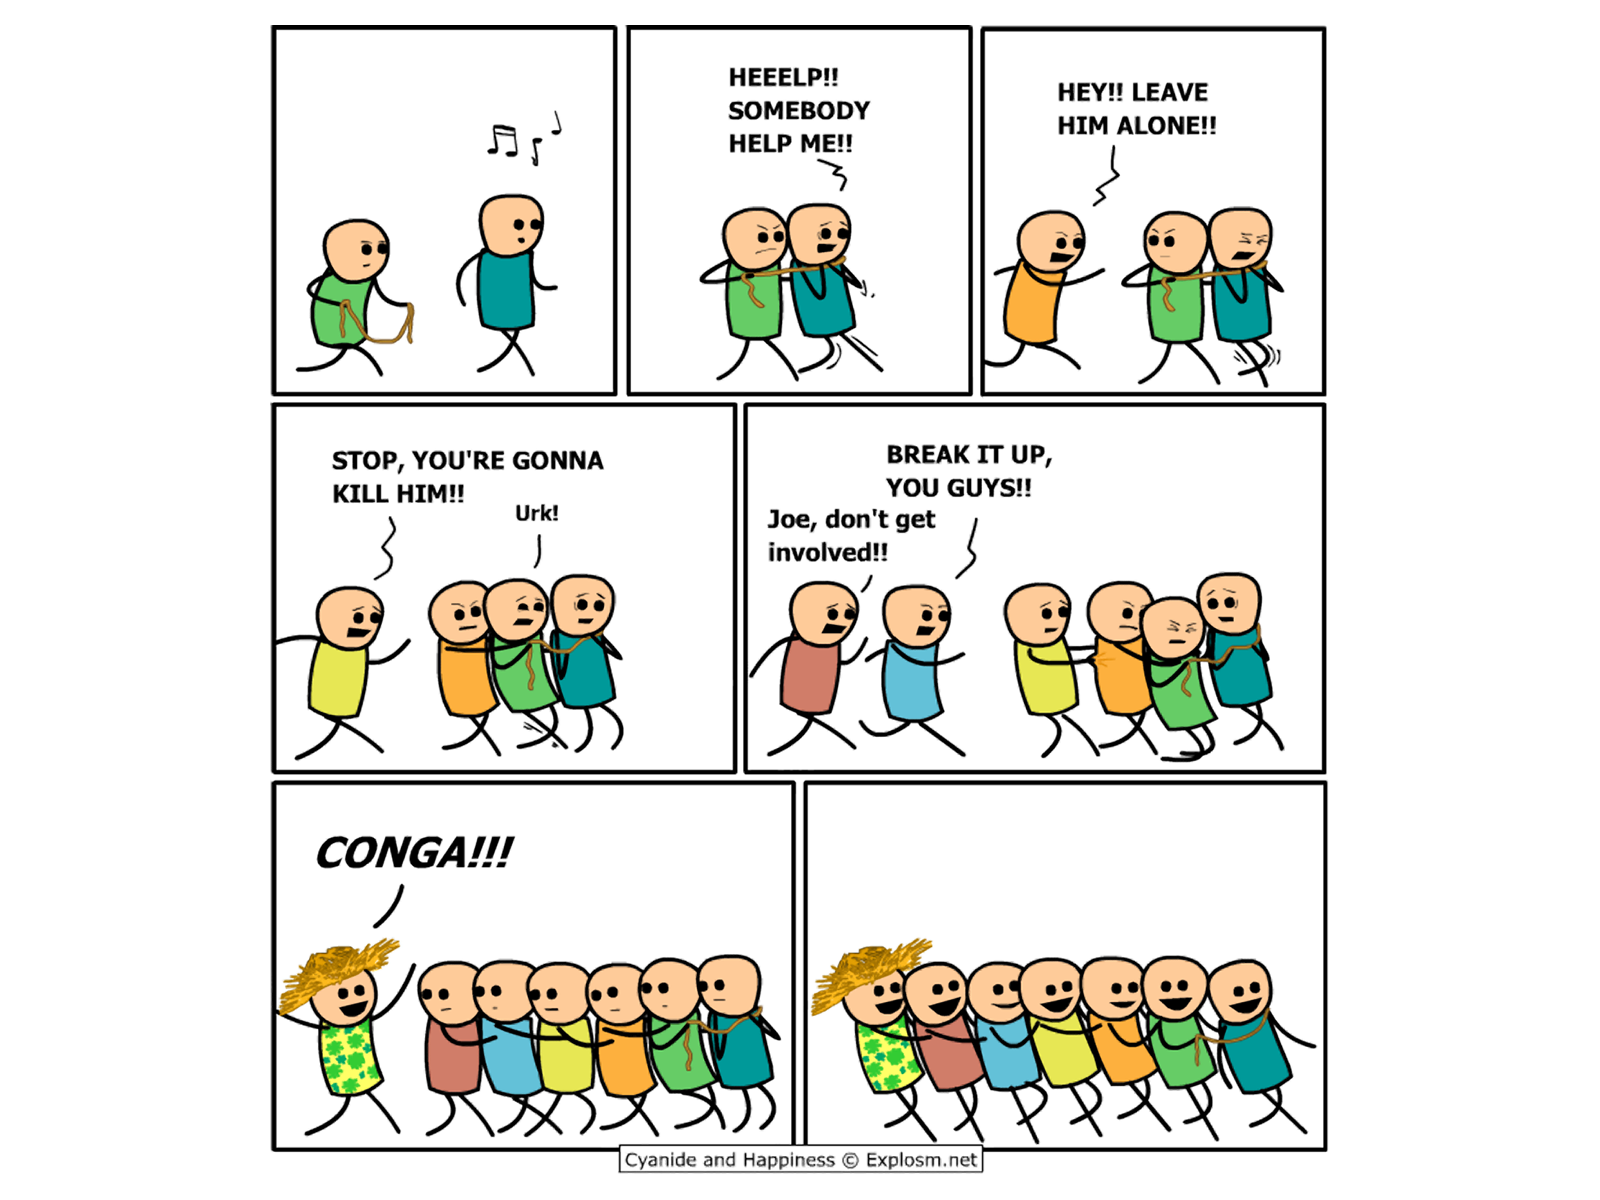 HEEELP!!
SOMEBODY
HELP ME!!
HEY!! LEAVE
HIM ALONE!!
STOP, YOU'RE GONNA
KILL HIM!!
Urk!
BREAK IT UP,
YOU GUYS!!
Joe, don't get
involved!!
CONGA!!!
Cyanide and Happiness © Explosm.net